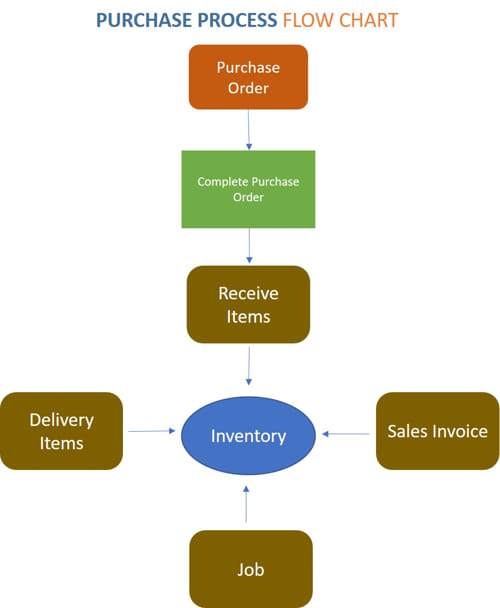 PURCHASE PROCESS FLOW CHART
Purchase
Order
Complete Purchase
Order
Receive
Items
Delivery
Items
Inventory
Sales Invoice
Job